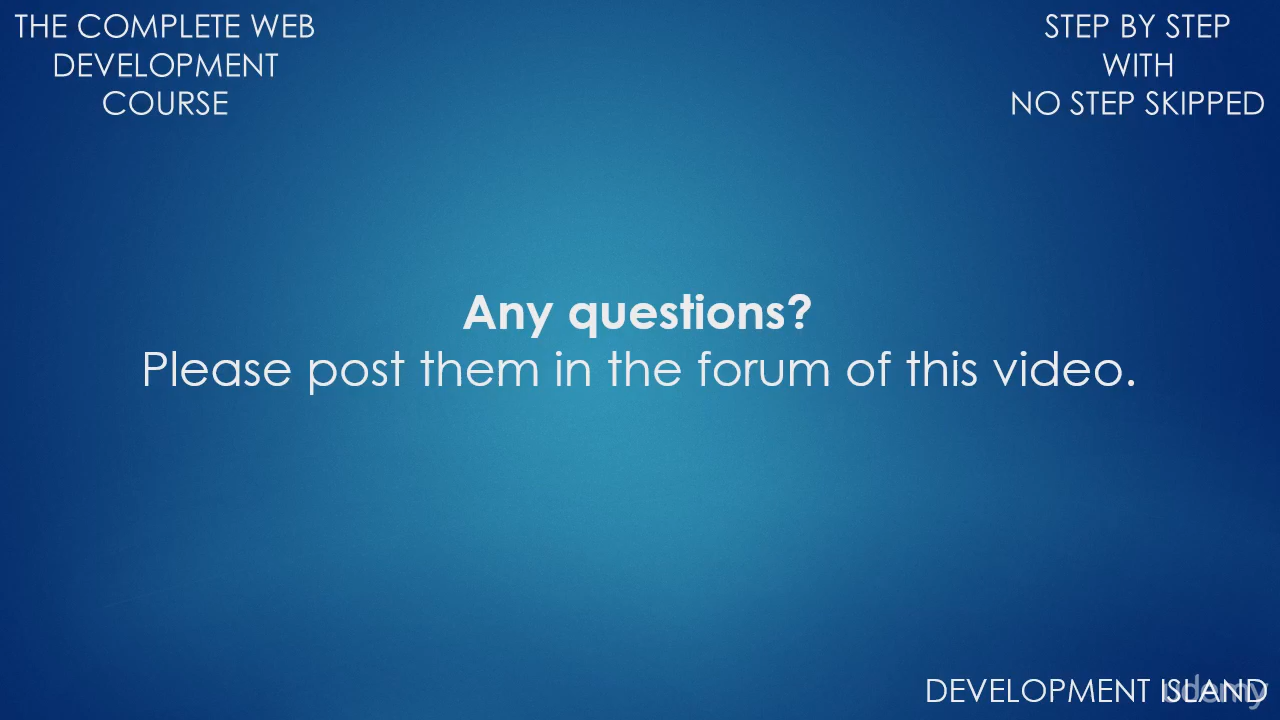 THE COMPLETE WEB
DEVELOPMENT
COURSE
STEP BY STEP
WITH
NO STEP SKIPPED
Any questions?
Please post them in the forum of this video.
DEVELOPMENT ISLAND
udemy